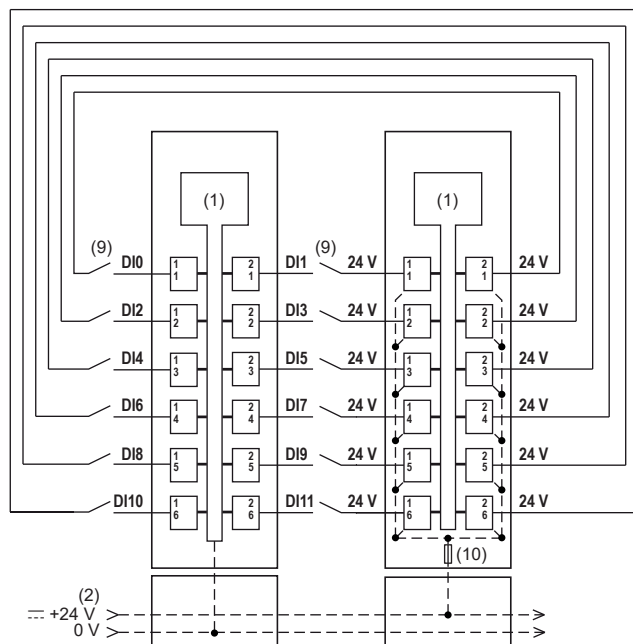 (1) (1)
(9) DI0 1 1 2 1 DI1 (9) 24 V 1 1 2 1 24 V
DI2 1 2 2 2 DI3 24 V 1 2 2 2 24 V
DI4 1 3 2 3 DI5 24 V 1 3 2 3 24 V
DI6 1 4 2 4 DI7 24 V 1 4 2 4 24 V
DI8 1 5 2 5 DI9 24 V 1 5 2 5 24 V
DI10 1 6 2 6 DI11 24 V 1 6 2 6 24 V
(10)
(2)
+24 V
0 V